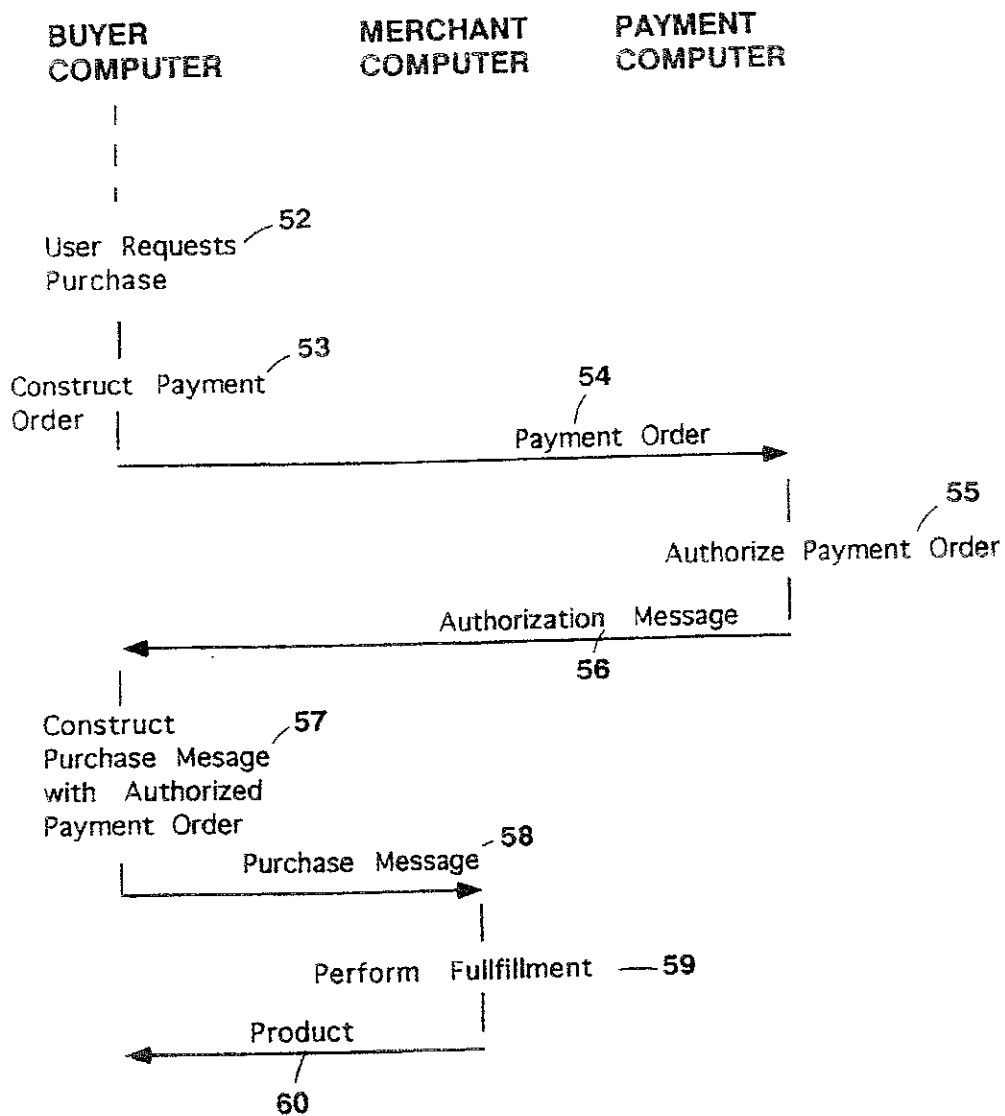 BUYER COMPUTER
MERCHANT COMPUTER
PAYMENT COMPUTER
52
User Requests
Purchase
53
Construct Payment
Order
54
Payment Order
55
Authorize Payment Order
Authorization Message
56
Construct
Purchase Mesage
with Authorized
Payment Order
57
58
Purchase Message
Perform Fullfillment
59
Product
60